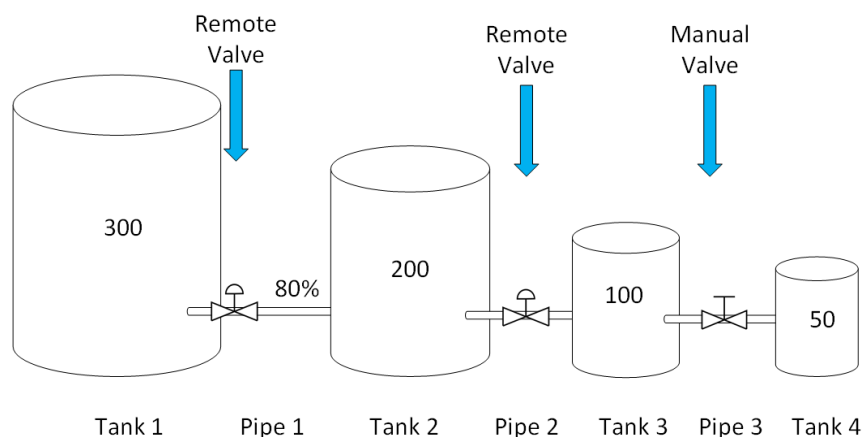 Remote
Valve
Remote
Valve
Manual
Valve
300
80%
200
100
50
Tank 1
Pipe 1
Tank 2
Pipe 2
Tank 3
Pipe 3
Tank 4